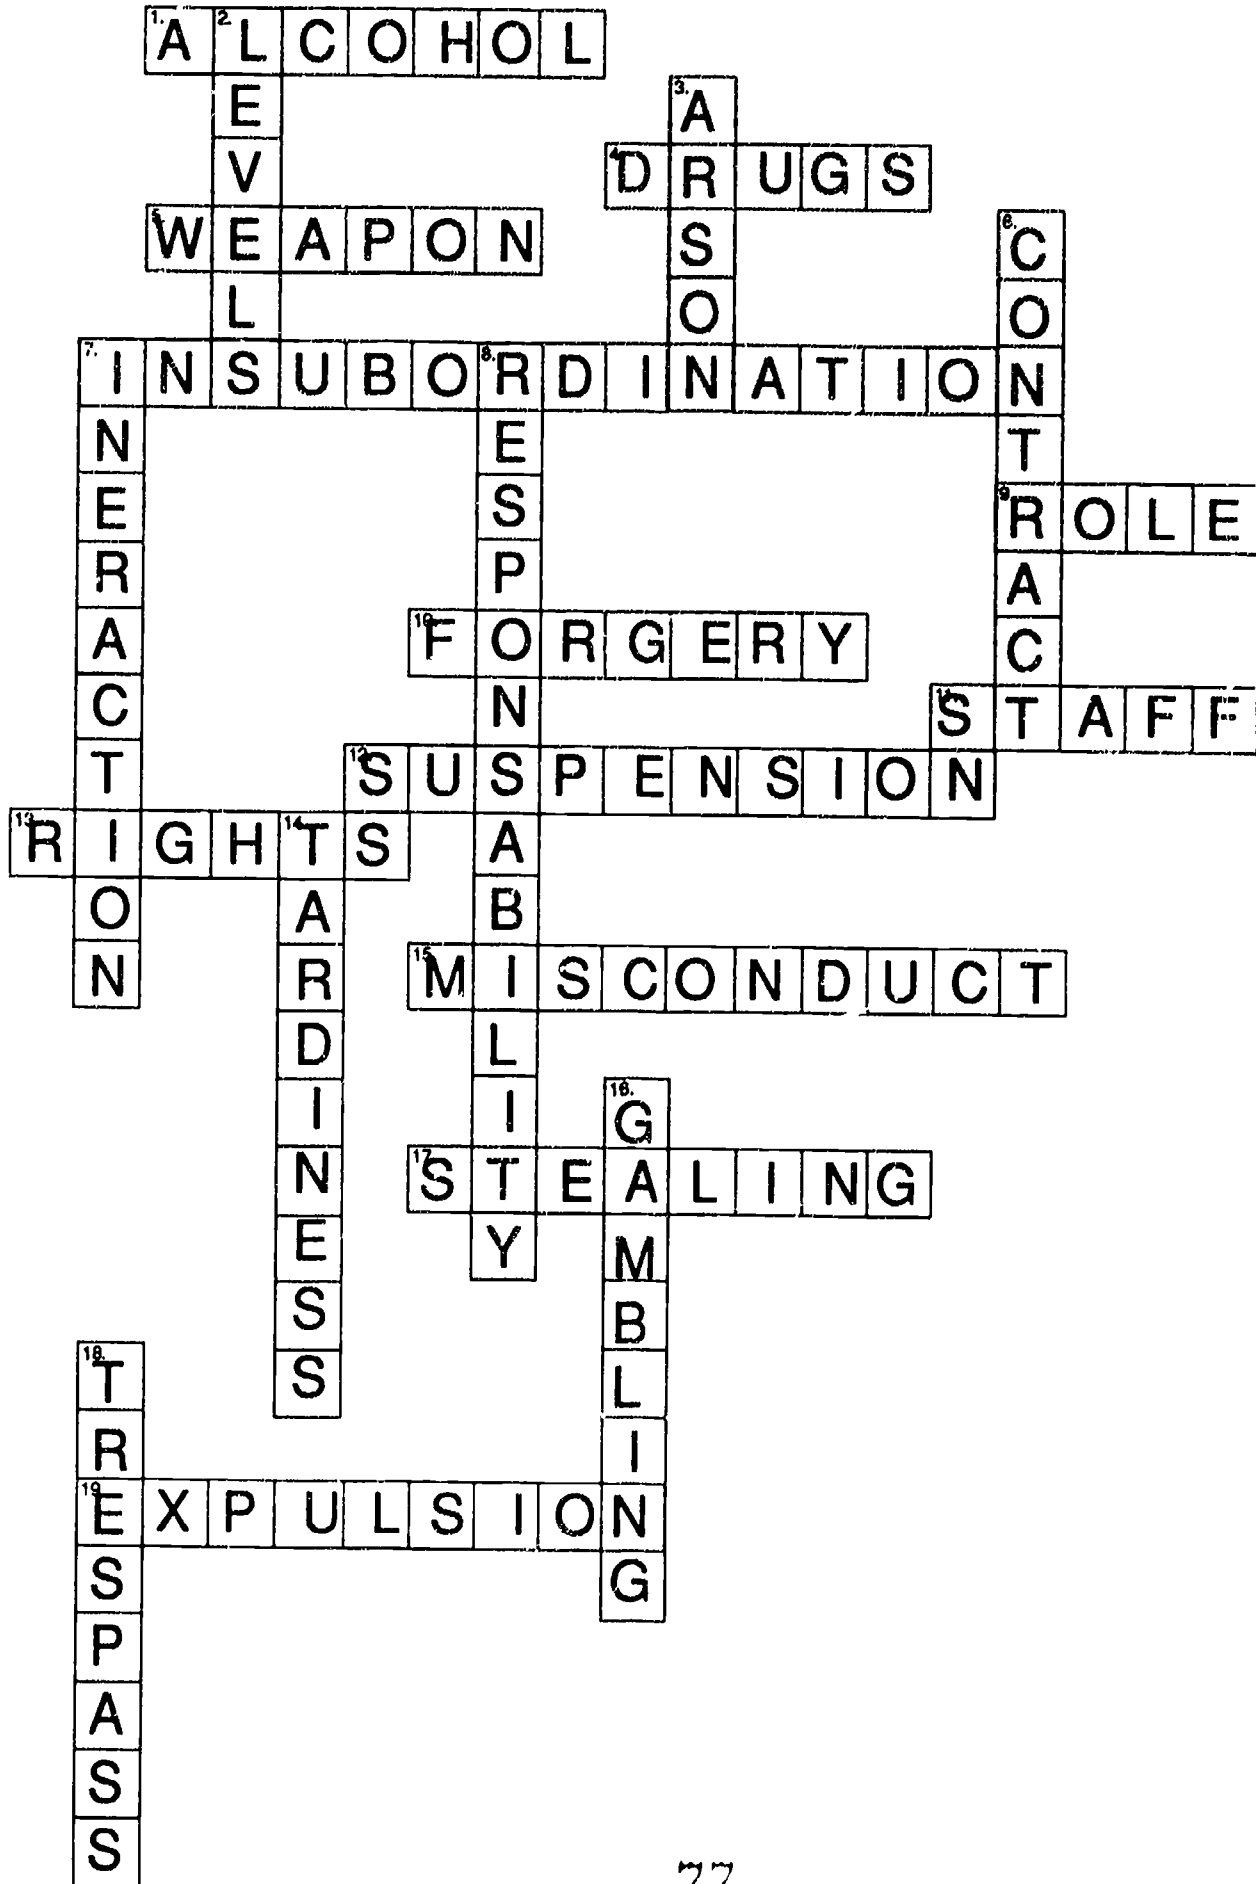 1. ALCOHOL
2. LEVELS
3. ARSON
4. DRUGS
5. WEAPON
6. CONTRACT
7. INSUBORDINATION
7. INERACTION
8. RESPONSABILITY
9. ROLE
10. FORGERY
11. STAFF
12. SUSPENSION
13. RIGHTS
14. TARDINESS
15. MISCONDUCT
16. GAMBLING
17. STEALING
18. TRESPASS
19. EXPULSION